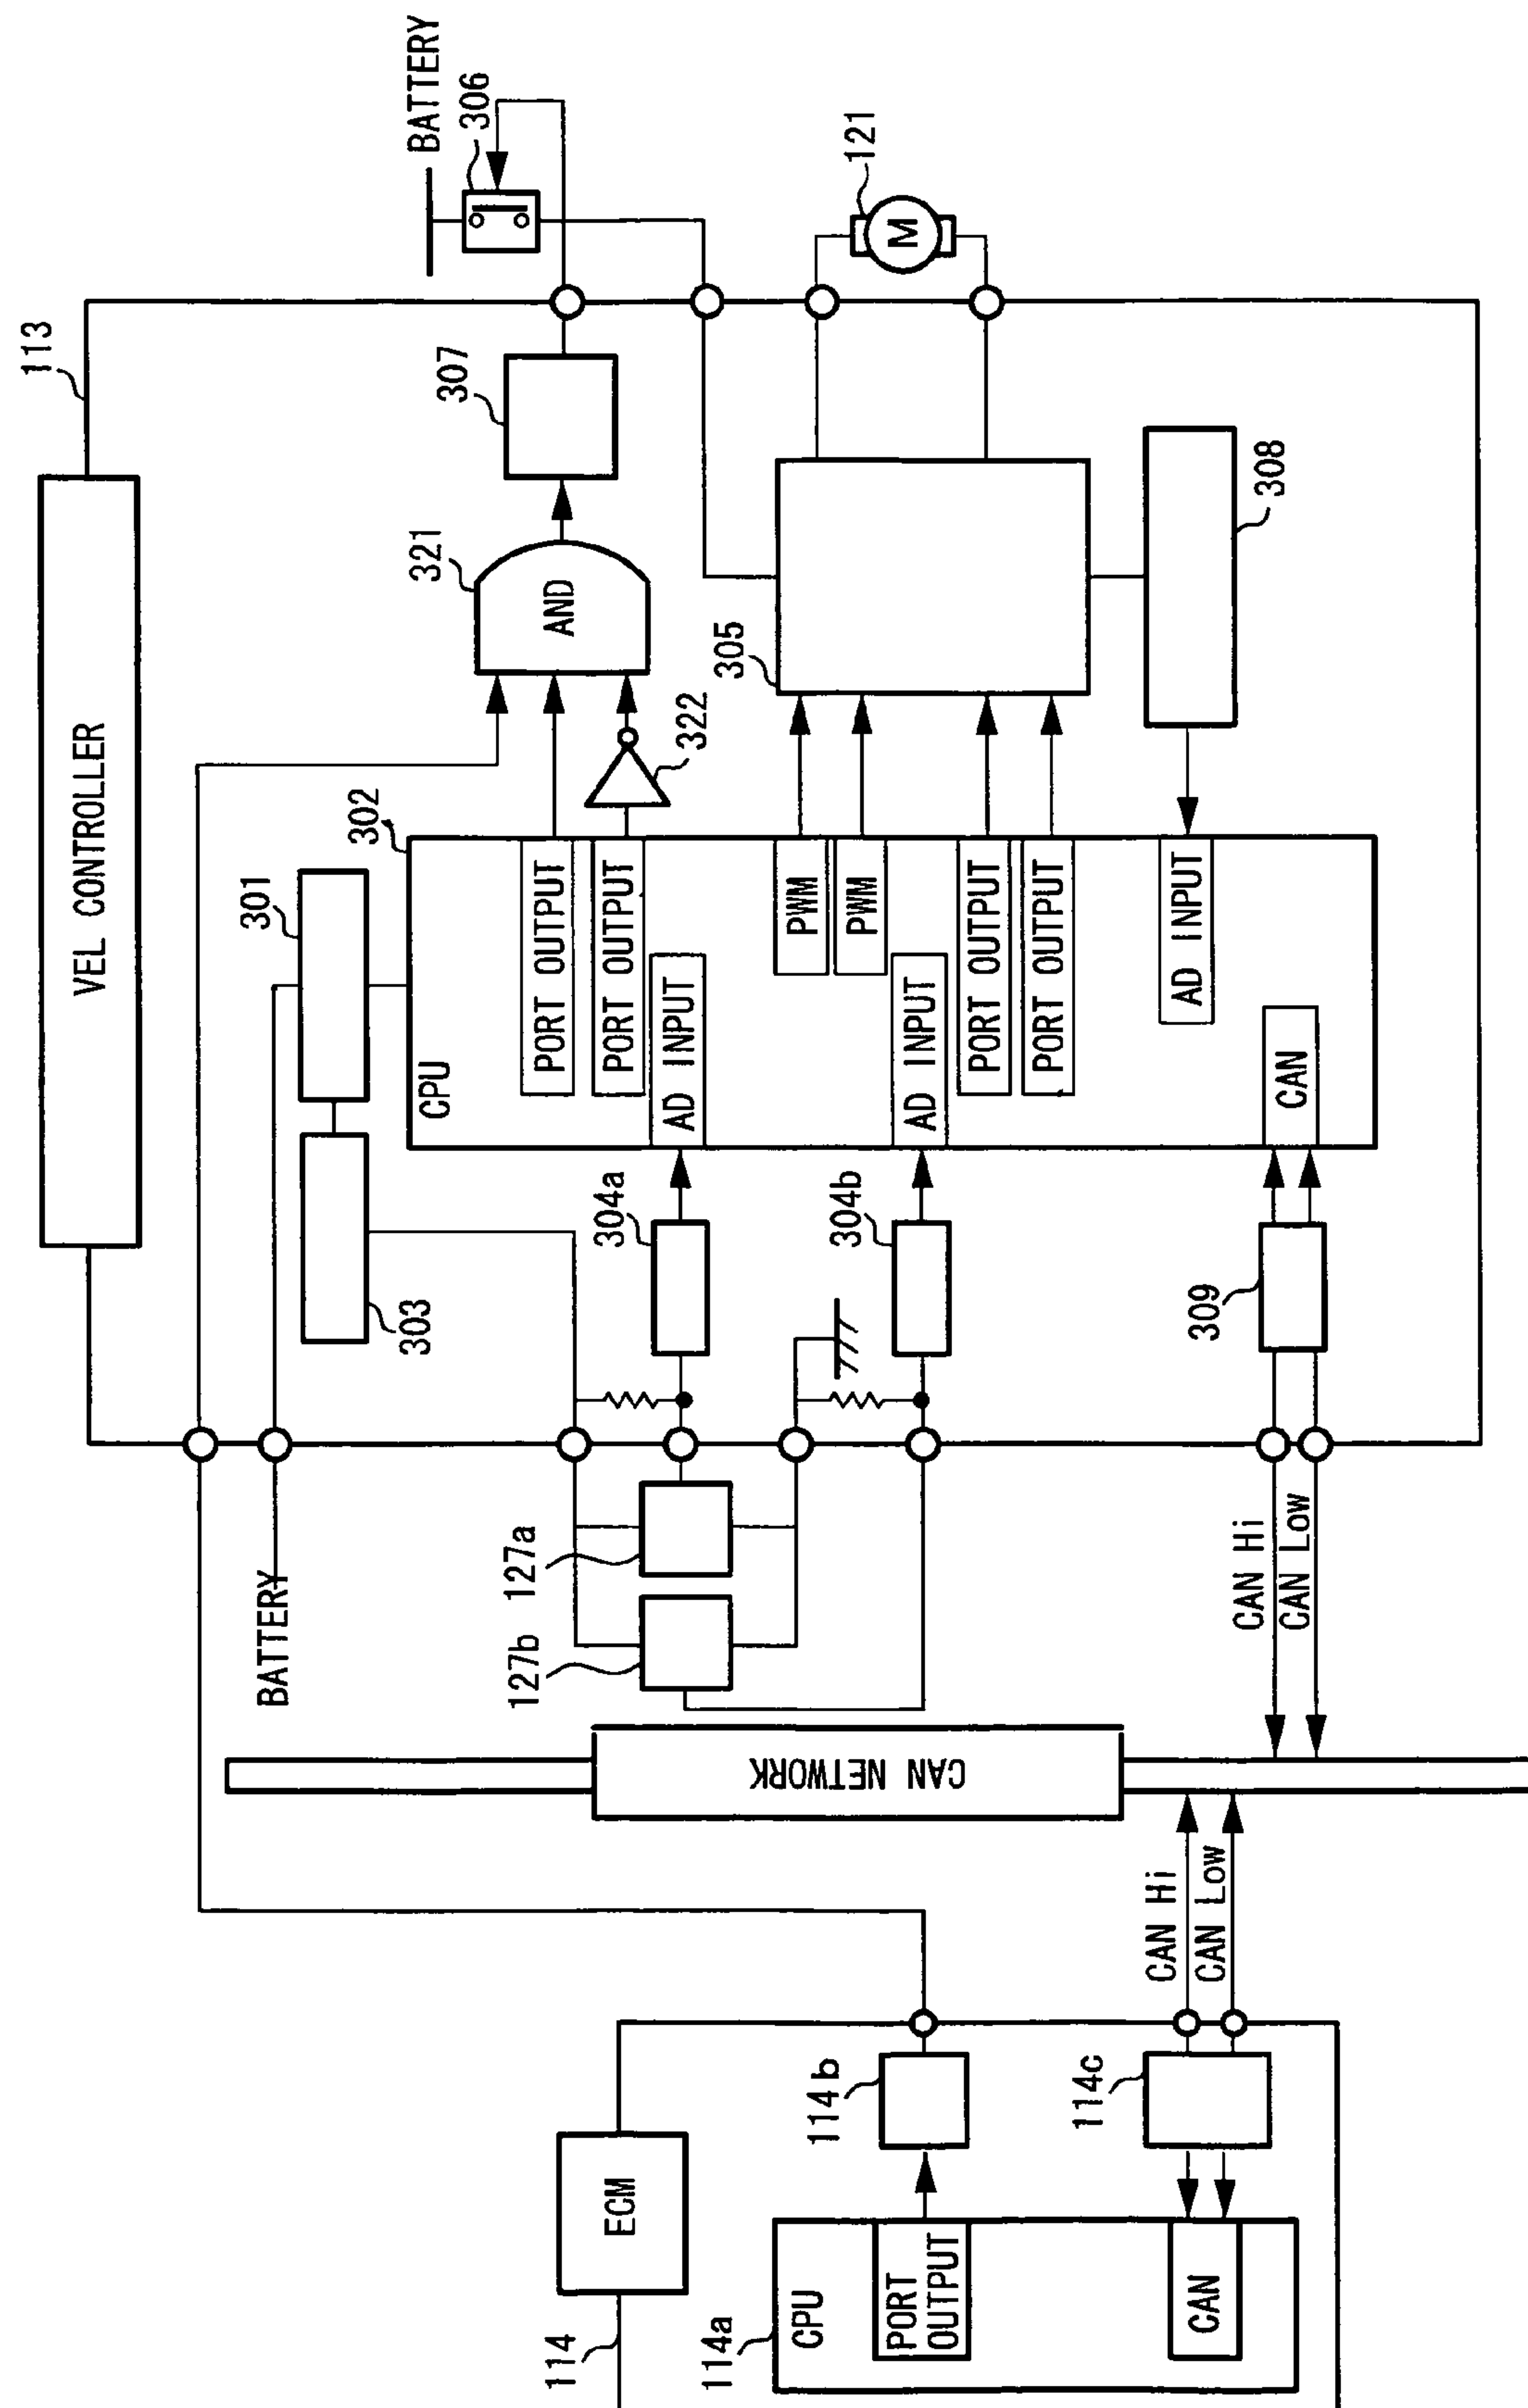 VEL CONTROLLER
113
BATTERY
306
307
321
AND
322
121
M
305
308
302
301
303
CPU
PORT OUTPUT
PORT OUTPUT
AD INPUT
PWM
PWM
AD INPUT
PORT OUTPUT
PORT OUTPUT
AD INPUT
CAN
304a
304b
309
BATTERY
127a
127b
CAN Hi
CAN Low
CAN NETWORK
CAN Hi
CAN Low
ECM
114
114b
114c
114a
CPU
PORT
OUTPUT
CAN